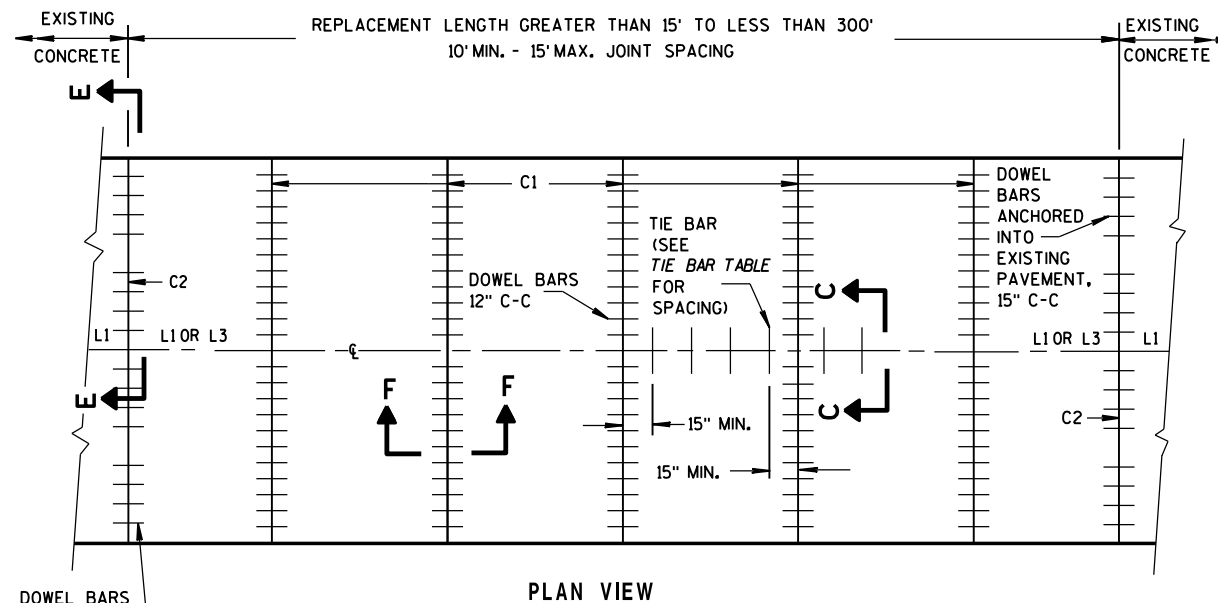 EXISTING
CONCRETE
REPLACEMENT LENGTH GREATER THAN 15' TO LESS THAN 300'
10' MIN. - 15' MAX. JOINT SPACING
EXISTING
CONCRETE
E
C1
DOWEL
BARS
ANCHORED
INTO
EXISTING
PAVEMENT,
15" C-C
TIE BAR
(SEE
TIE BAR TABLE
FOR
SPACING)
DOWEL BARS
12" C-C
C2
C
L1
L1 OR L3
℄
L1 OR L3
L1
E
F
F
C
C2
15" MIN.
15" MIN.
PLAN VIEW
DOWEL BARS